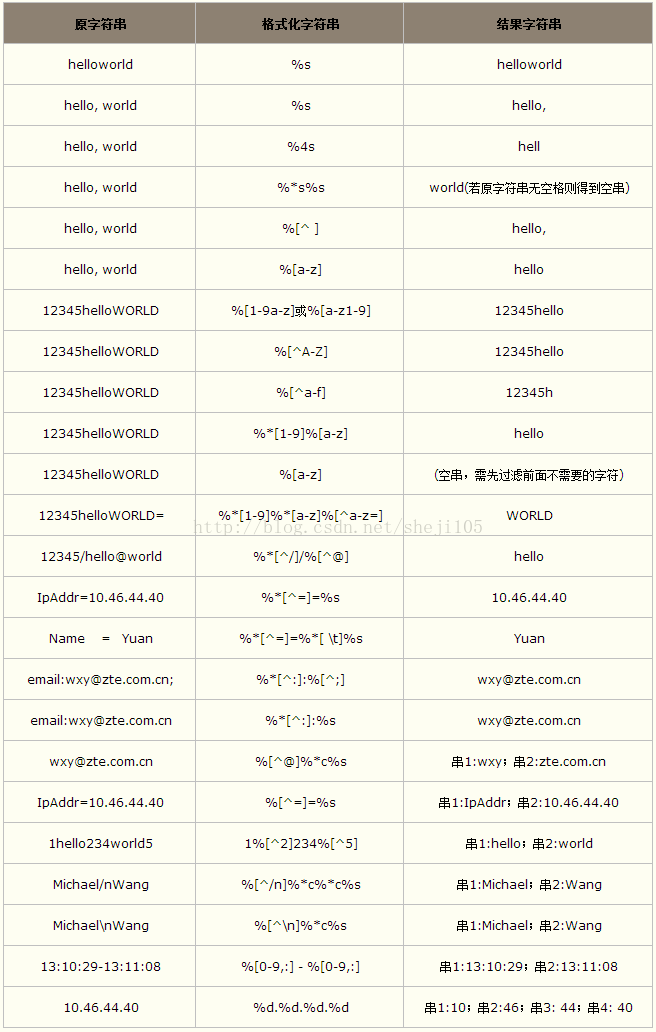 原字符串 格式化字符串 结果字符串
helloworld %s helloworld
hello, world %s hello,
hello, world %4s hell
hello, world %*s%s world(若原字符串无空格则得到空串)
hello, world %[^ ] hello,
hello, world %[a-z] hello
12345helloWORLD %[1-9a-z]或%[a-z1-9] 12345hello
12345helloWORLD %[^A-Z] 12345hello
12345helloWORLD %[^a-f] 12345h
12345helloWORLD %*[1-9]%[a-z] hello
12345helloWORLD %[a-z] (空串，需先过滤前面不需要的字符)
12345helloWORLD= %*[1-9]%*[a-z]%[^a-z=] WORLD
http://blog.csdn.net/sheji105
12345/hello@world %*[^/]/%[^@] hello
IpAddr=10.46.44.40 %*[^=]=%s 10.46.44.40
Name = Yuan %*[^=]=%*[ \t]%s Yuan
email:wxy@zte.com.cn; %*[^:]:%[^;] wxy@zte.com.cn
email:wxy@zte.com.cn %*[^:]:%s wxy@zte.com.cn
wxy@zte.com.cn %[^@]%*c%s 串1:wxy；串2:zte.com.cn
IpAddr=10.46.44.40 %[^=]=%s 串1:IpAddr；串2:10.46.44.40
1hello234world5 1%[^2]234%[^5] 串1:hello；串2:world
Michael/nWang %[^/n]%*c%*c%s 串1:Michael；串2:Wang
Michael\nWang %[^\n]%*c%s 串1:Michael；串2:Wang
13:10:29-13:11:08 %[0-9,:] - %[0-9,:] 串1:13:10:29；串2:13:11:08
10.46.44.40 %d.%d.%d.%d 串1:10；串2:46；串3: 44；串4: 40